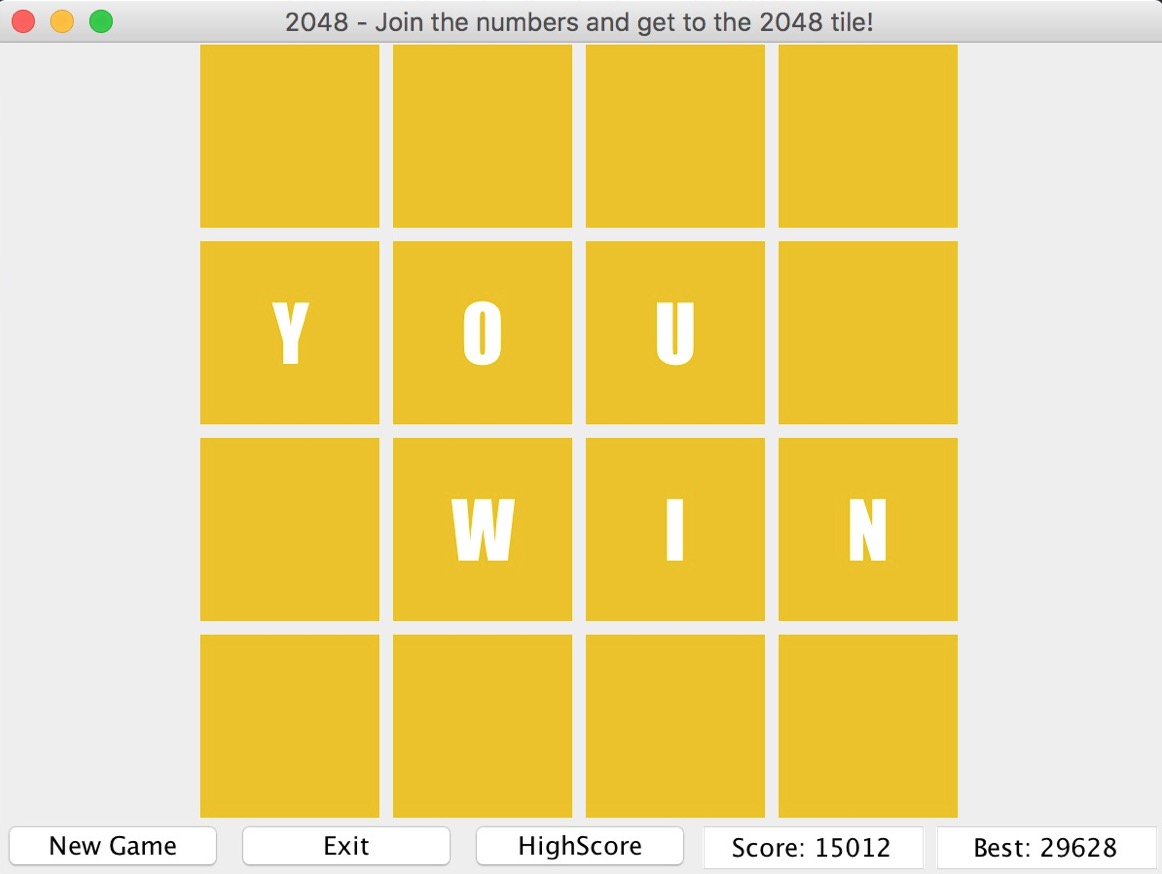 2048 - Join the numbers and get to the 2048 tile!
Y O U
W I N
New Game Exit HighScore Score: 15012 Best: 29628